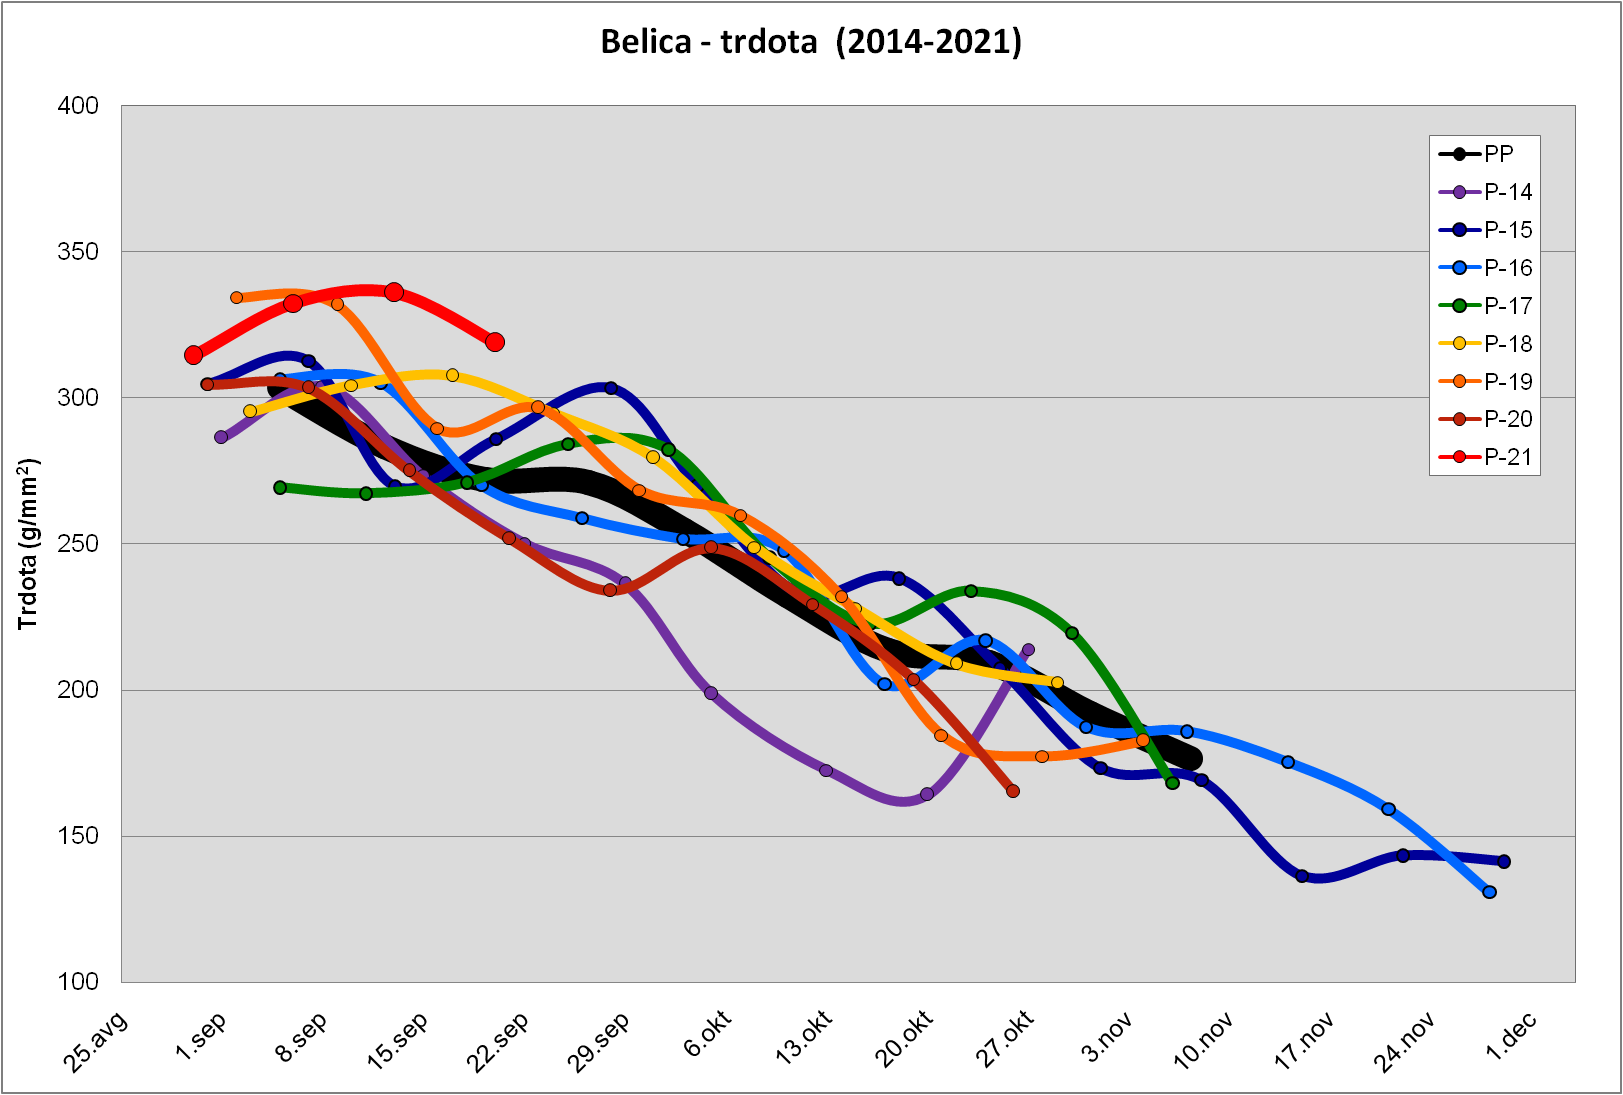 Belica - trdota  (2014-2021)
Trdota (g/mm²)
400
350
300
250
200
150
100
25.avg
1.sep
8.sep
15.sep
22.sep
29.sep
6.okt
13.okt
20.okt
27.okt
3.nov
10.nov
17.nov
24.nov
1.dec
PP
P-14
P-15
P-16
P-17
P-18
P-19
P-20
P-21